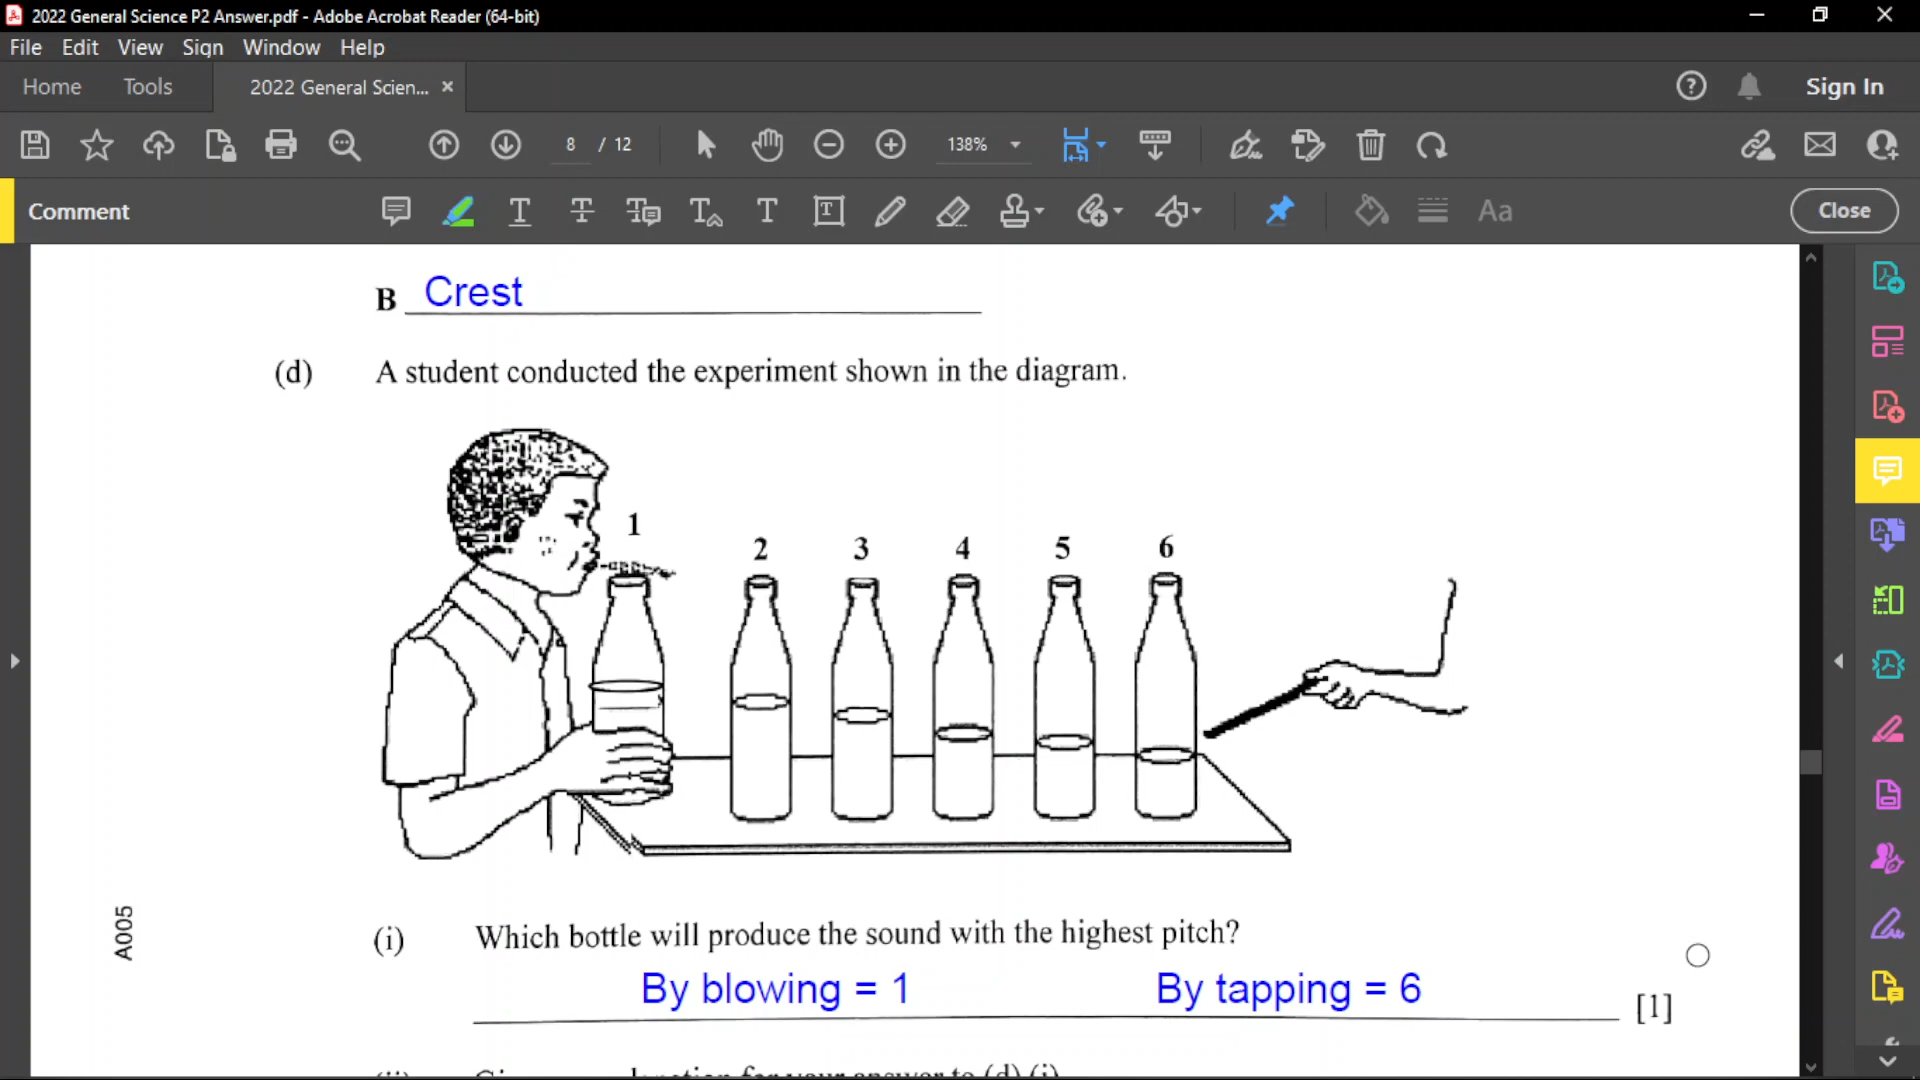 2022 General Science P2 Answer.pdf - Adobe Acrobat Reader (64-bit)
File Edit View Sign Window Help
Home Tools 2022 General Scien... × Sign In
8 / 12 138%
Comment Close
B Crest
(d) A student conducted the experiment shown in the diagram.
1
2 3 4 5 6
A005
(i) Which bottle will produce the sound with the highest pitch?
By blowing = 1 By tapping = 6
[1]